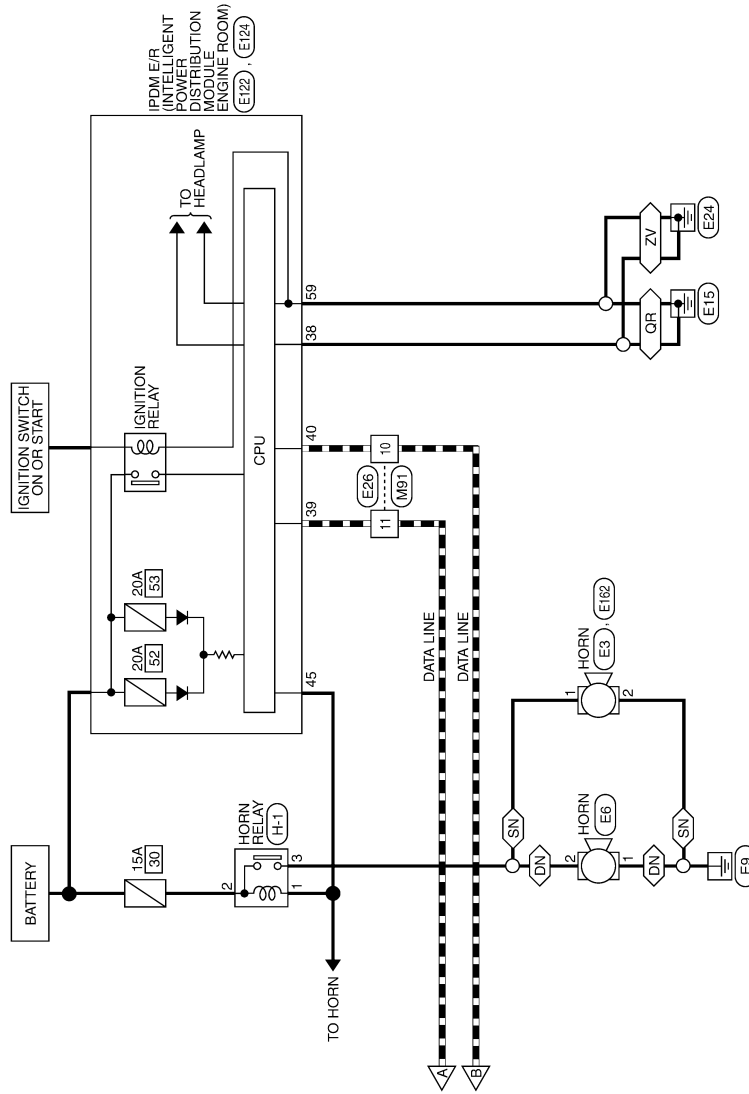 BATTERY
IGNITION SWITCH
ON OR START
IPDM E/R
(INTELLIGENT
POWER
DISTRIBUTION
MODULE
ENGINE ROOM)
E122 , E124
15A
30
20A
52
20A
53
IGNITION
RELAY
TO
HEADLAMP
CPU
HORN
RELAY
H-1
2
1
3
45
39
40
38
59
TO HORN
E26
M91
11
10
DATA LINE
DATA LINE
A
B
SN
DN
2
HORN
E6
1
DN
SN
1
HORN
E3 , E162
2
E9
QR
ZV
E15
E24